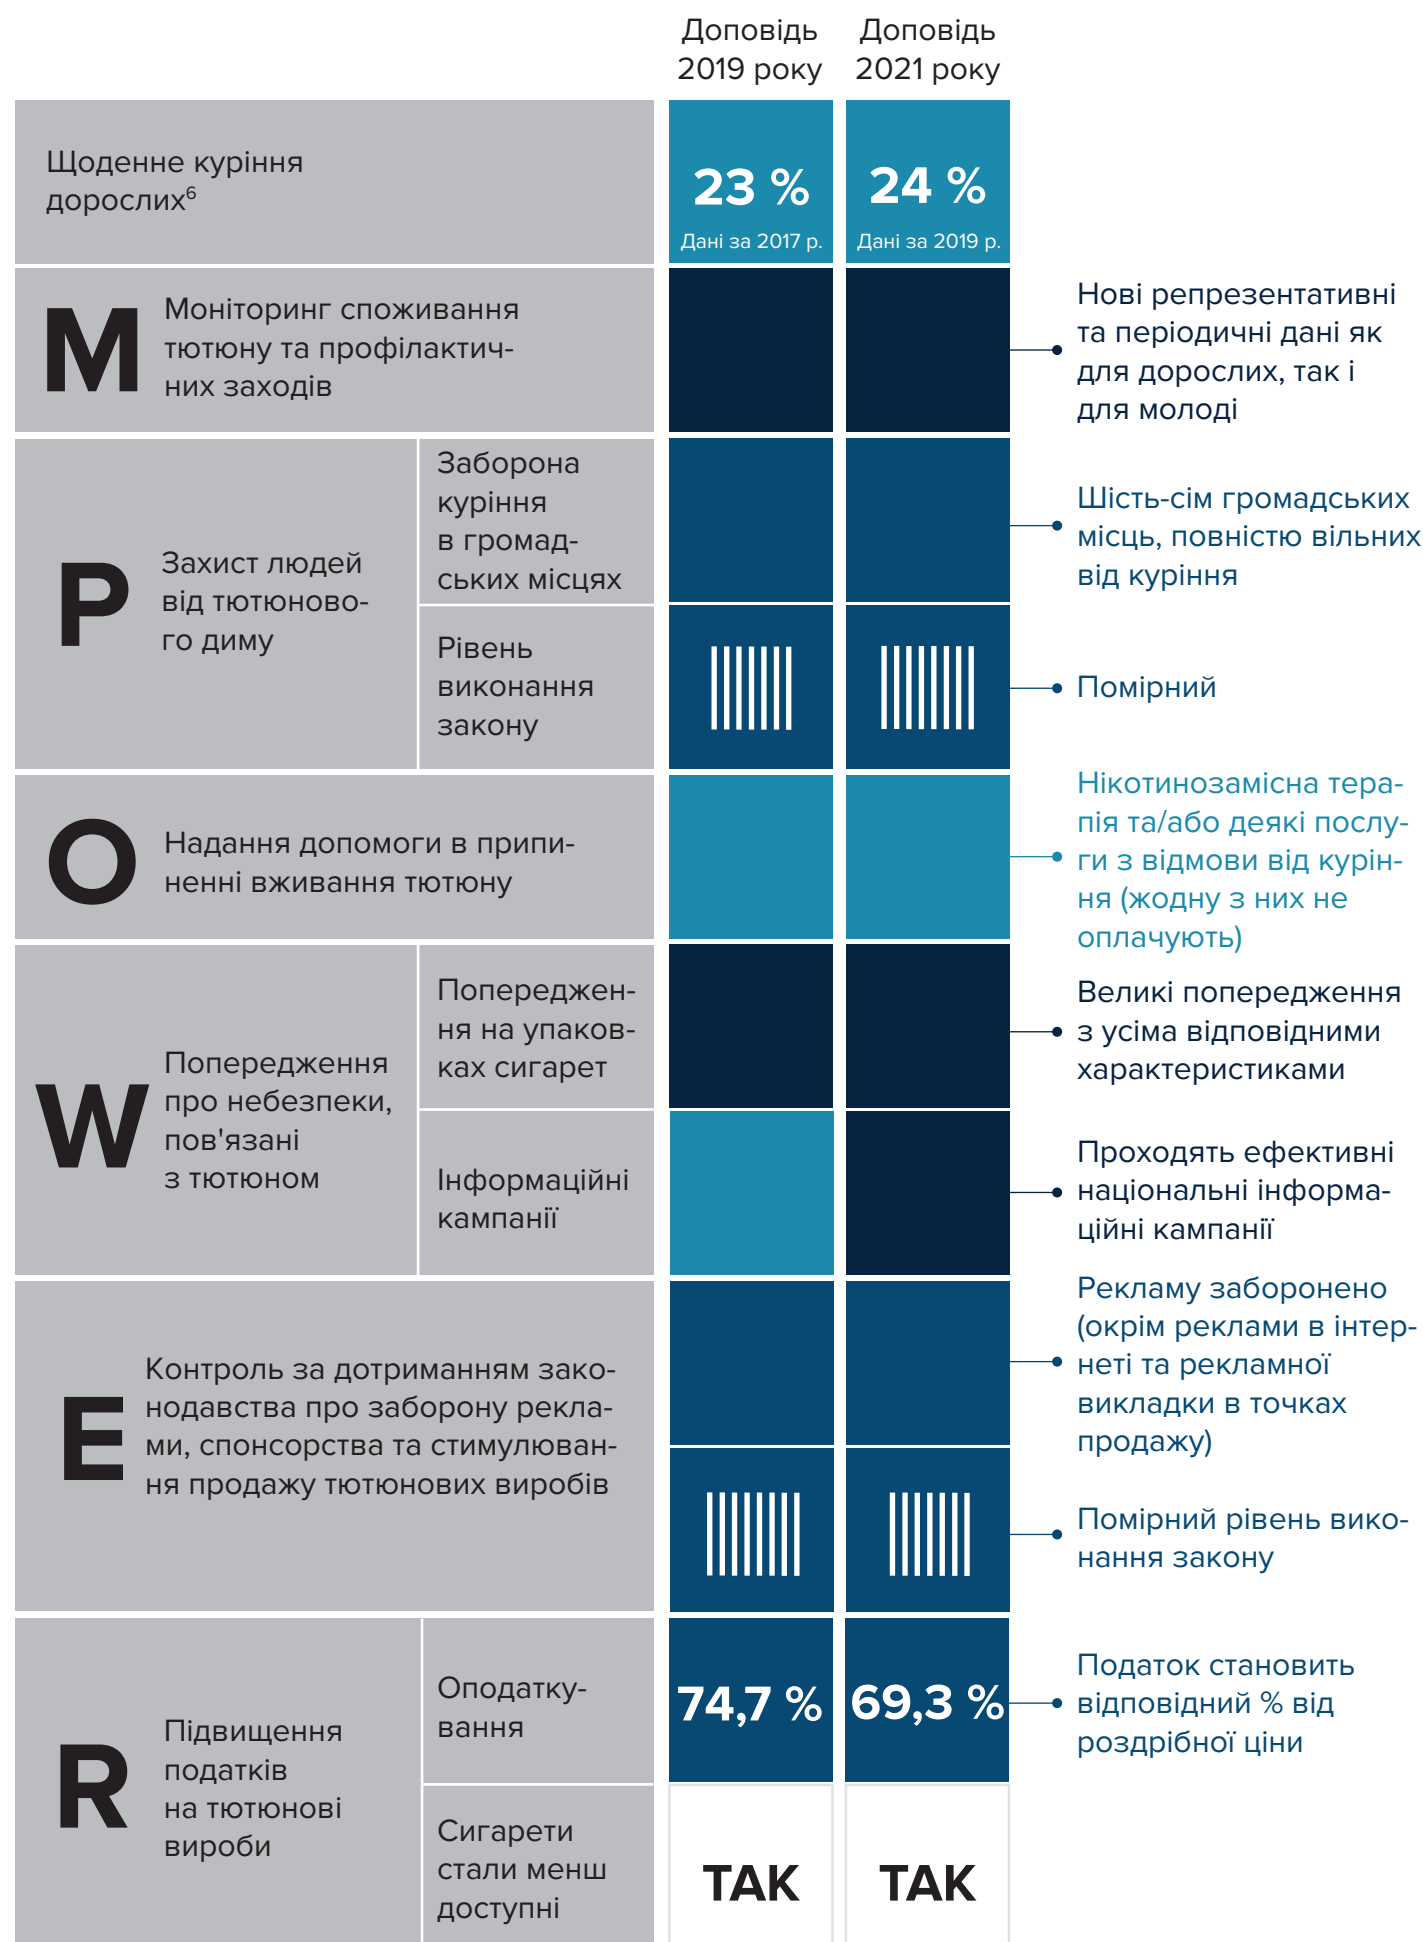 Доповідь
2019 року
Доповідь
2021 року
Щоденне куріння
дорослих⁶
23 %
Дані за 2017 р.
24 %
Дані за 2019 р.
M
Моніторинг споживання
тютюну та профілактич-
них заходів
Нові репрезентативні
та періодичні дані як
для дорослих, так і
для молоді
P
Захист людей
від тютюново-
го диму
Заборона
куріння
в громад-
ських місцях
Шість-сім громадських
місць, повністю вільних
від куріння
Рівень
виконання
закону
Помірний
O
Надання допомоги в припи-
ненні вживання тютюну
Нікотинозамісна тера-
пія та/або деякі послу-
ги з відмови від курін-
ня (жодну з них не
оплачують)
W
Попередження
про небезпеки,
пов'язані
з тютюном
Попереджен-
ня на упаков-
ках сигарет
Великі попередження
з усіма відповідними
характеристиками
Інформаційні
кампанії
Проходять ефективні
національні інформа-
ційні кампанії
E
Контроль за дотриманням зако-
нодавства про заборону рекла-
ми, спонсорства та стимулюван-
ня продажу тютюнових виробів
Рекламу заборонено
(окрім реклами в інтер-
неті та рекламної
викладки в точках
продажу)
Помірний рівень вико-
нання закону
R
Підвищення
податків
на тютюнові
вироби
Оподатку-
вання
74,7 %
69,3 %
Податок становить
відповідний % від
роздрібної ціни
Сигарети
стали менш
доступні
ТАК
ТАК